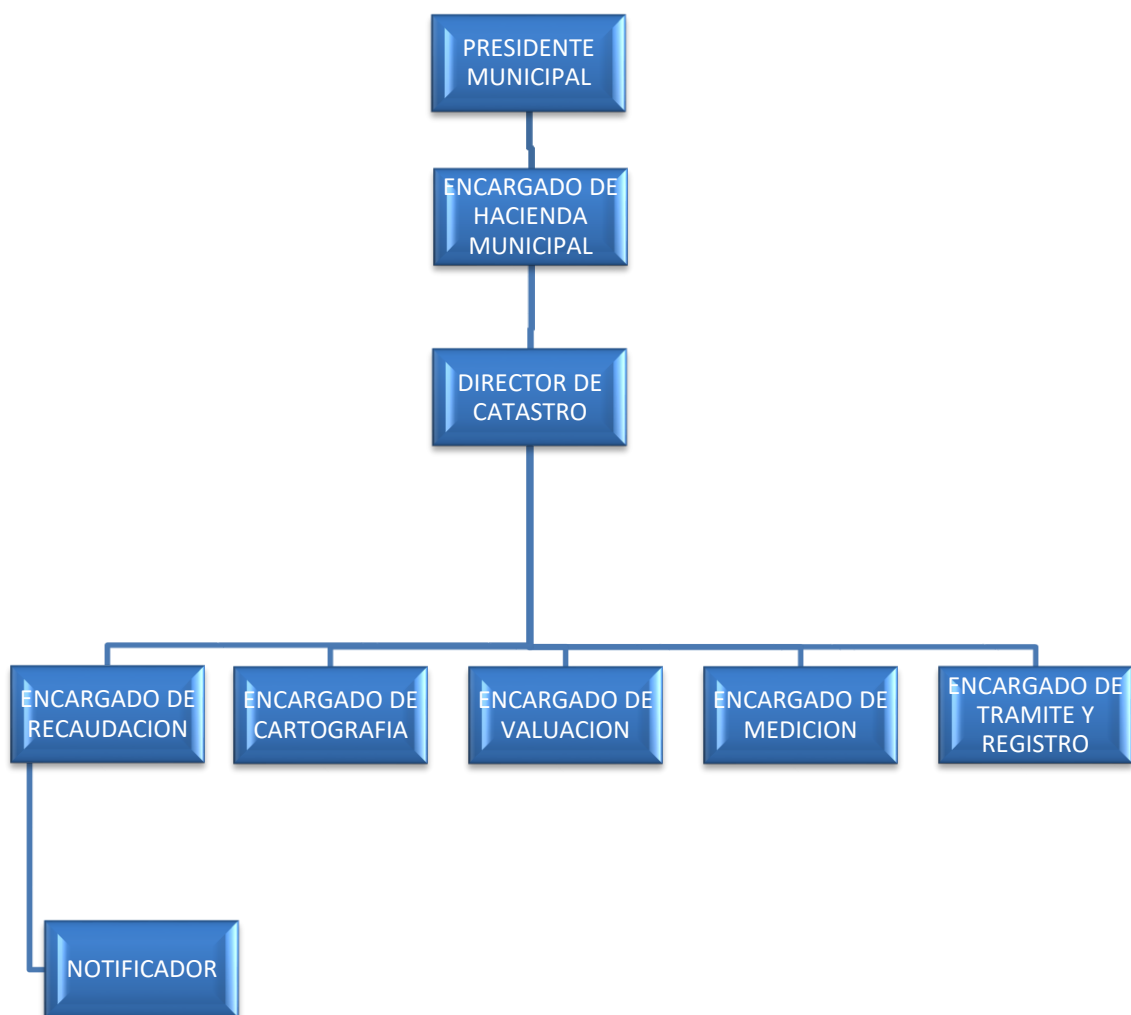 PRESIDENTE
MUNICIPAL
ENCARGADO DE
HACIENDA
MUNICIPAL
DIRECTOR DE
CATASTRO
ENCARGADO DE
RECAUDACION
ENCARGADO DE
CARTOGRAFIA
ENCARGADO DE
VALUACION
ENCARGADO DE
MEDICION
ENCARGADO DE
TRAMITE Y
REGISTRO
NOTIFICADOR